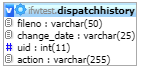 ifwtest.dispatchhistory
fileno : varchar(50)
change_date : varchar(25)
# uid : int(11)
action : varchar(255)